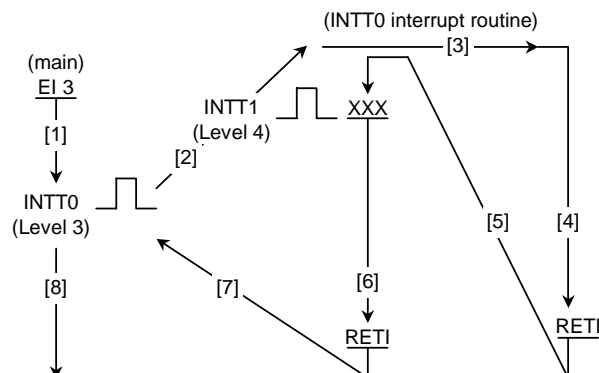 (INTT0 interrupt routine)
[3]
(main)
EI 3
[1]
INTT1
(Level 4)
XXX
[2]
INTT0
(Level 3)
[5]
[4]
[8]
[7]
[6]
RETI
RETI